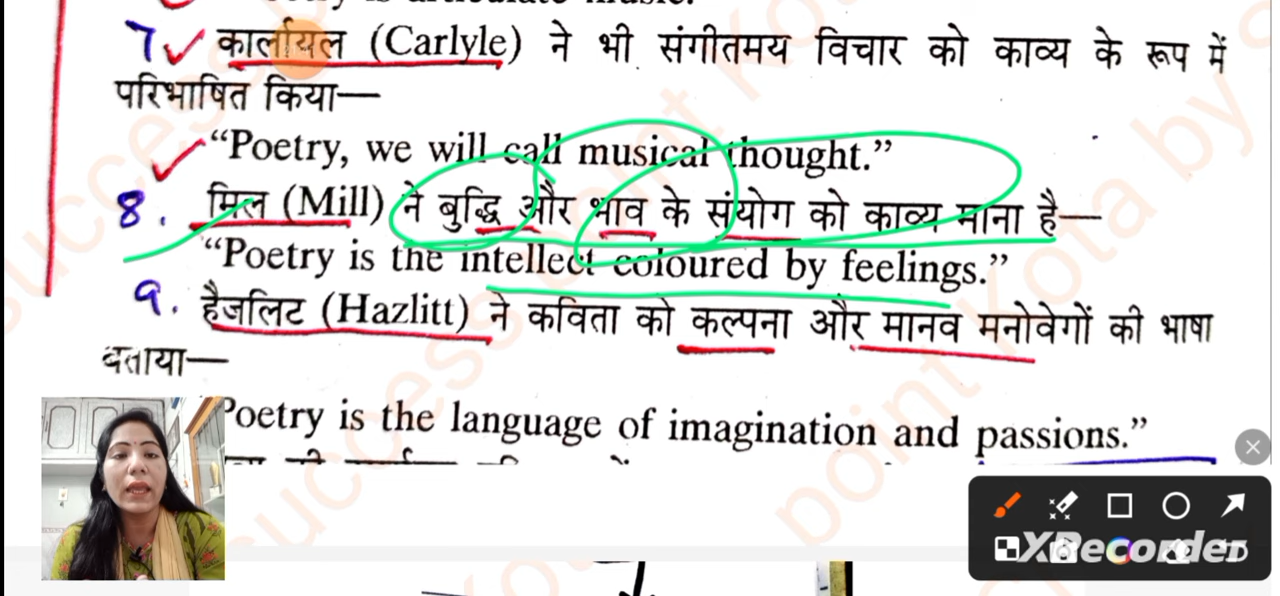 7 कार्लायल (Carlyle) ने भी संगीतमय विचार को काव्य के रूप में
परिभाषित किया—
“Poetry, we will call musical thought.”
8. मिल (Mill) ने बुद्धि और भाव के संयोग को काव्य माना है—
“Poetry is the intellect coloured by feelings.”
9. हैजलिट (Hazlitt) ने कविता को कल्पना और मानव मनोवेगों की भाषा
बताया—
Poetry is the language of imagination and passions.”
XRecorder